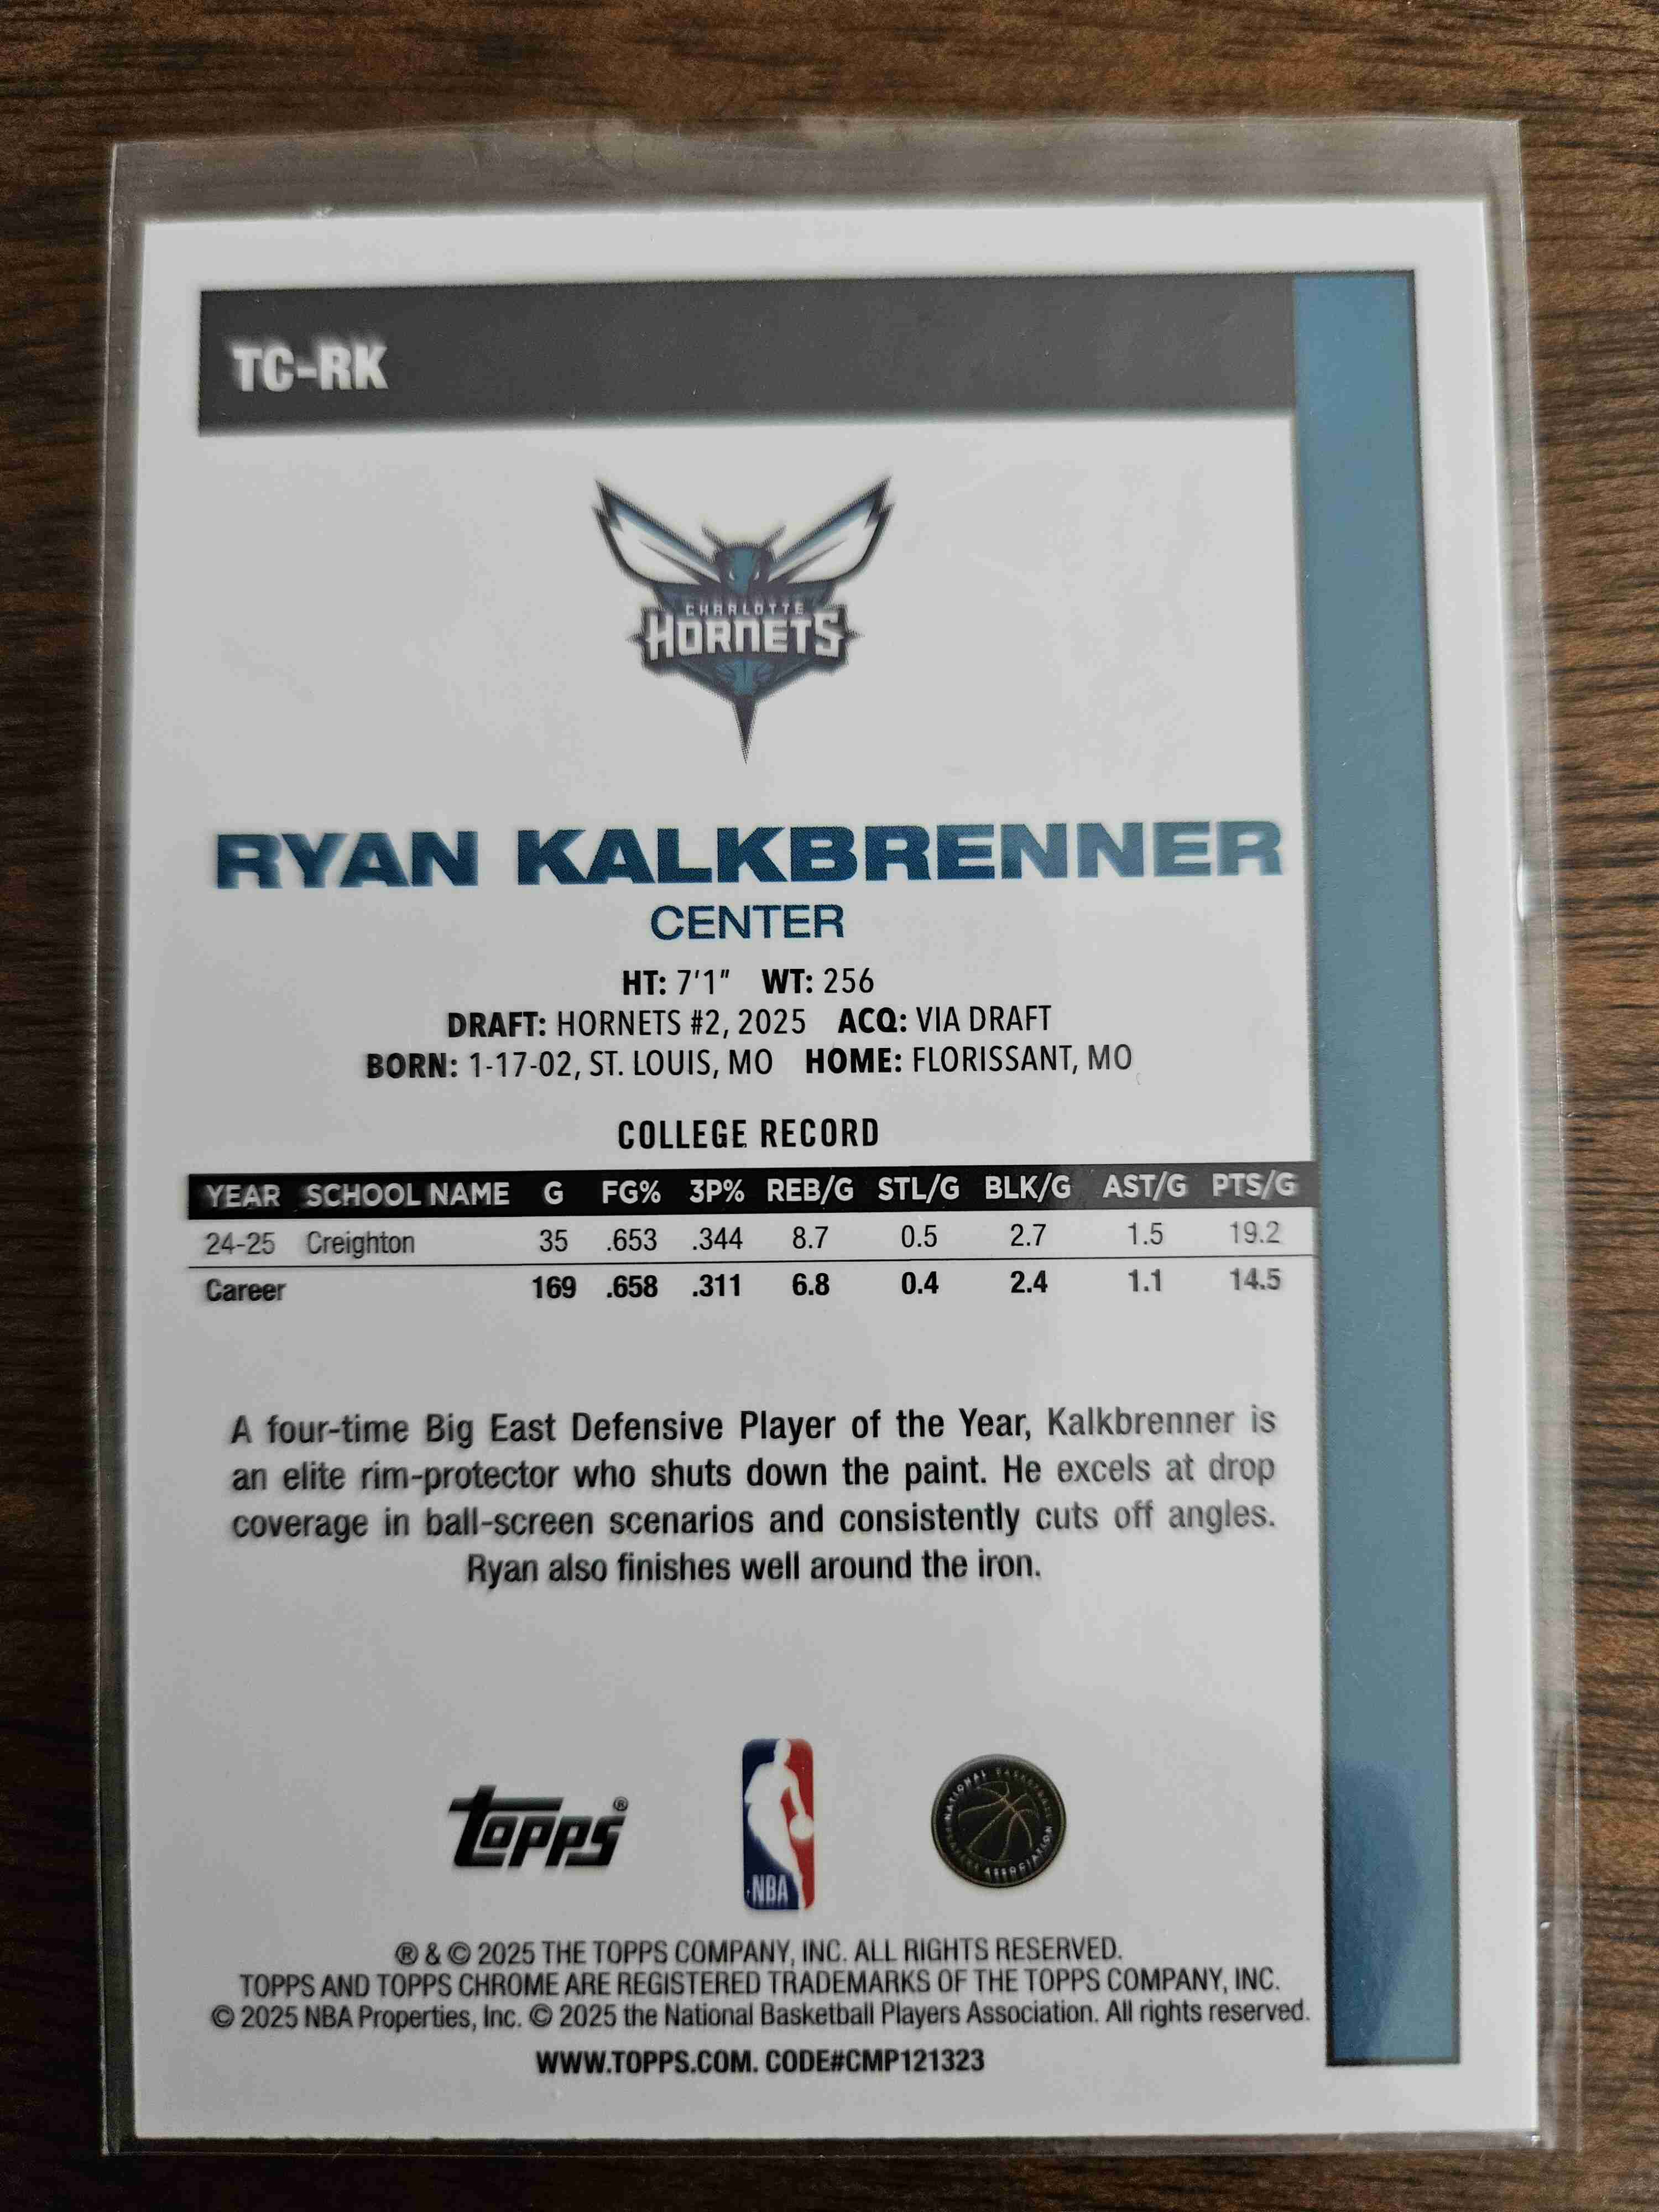 TC-RK
CHARLOTTE
HORNETS
RYAN KALKBRENNER
CENTER
HT: 7'1" WT: 256
DRAFT: HORNETS #2, 2025 ACQ: VIA DRAFT
BORN: 1-17-02, ST. LOUIS, MO HOME: FLORISSANT, MO
COLLEGE RECORD
YEAR SCHOOL NAME G FG% 3P% REB/G STL/G BLK/G AST/G PTS/G
24-25 Creighton 35 .653 .344 8.7 0.5 2.7 1.5 19.2
Career 169 .658 .311 6.8 0.4 2.4 1.1 14.5
A four-time Big East Defensive Player of the Year, Kalkbrenner is
an elite rim-protector who shuts down the paint. He excels at drop
coverage in ball-screen scenarios and consistently cuts off angles.
Ryan also finishes well around the iron.
topps®
NBA
NATIONAL BASKETBALL PLAYERS ASSOCIATION
® & © 2025 THE TOPPS COMPANY, INC. ALL RIGHTS RESERVED.
TOPPS AND TOPPS CHROME ARE REGISTERED TRADEMARKS OF THE TOPPS COMPANY, INC.
© 2025 NBA Properties, Inc. © 2025 the National Basketball Players Association. All rights reserved.
WWW.TOPPS.COM. CODE#CMP121323